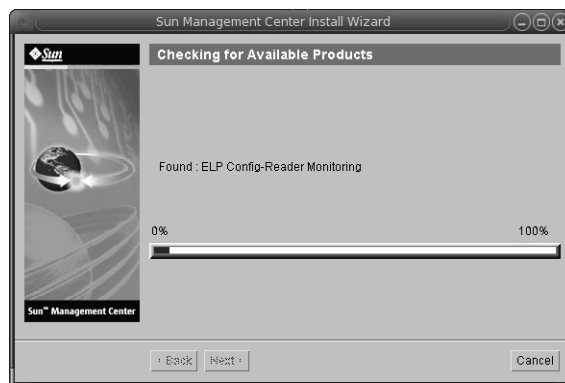 Sun Management Center Install Wizard
Sun
Checking for Available Products
Found : ELP Config-Reader Monitoring
0% 100%
Sun™ Management Center
Back Next Cancel